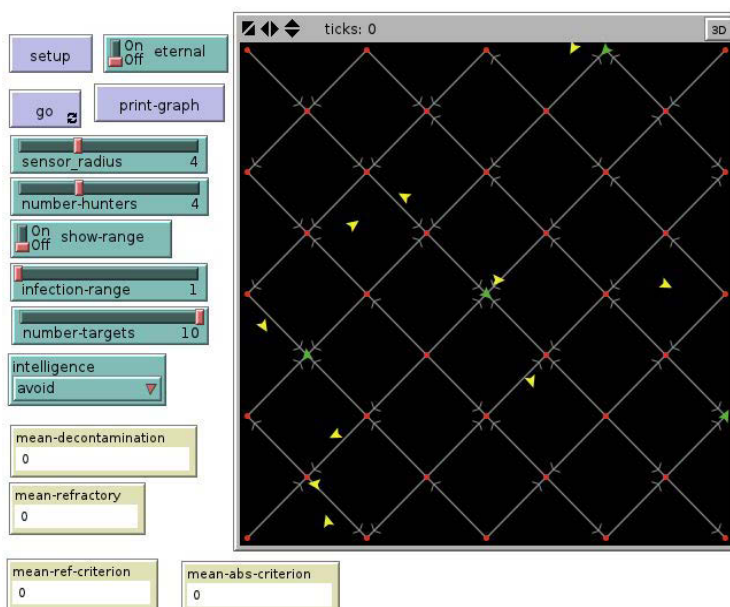 setup
On
Off
eternal
go
print-graph
sensor_radius 4
number-hunters 4
On
Off
show-range
infection-range 1
number-targets 10
intelligence
avoid
mean-decontamination
0
mean-refractory
0
mean-ref-criterion
0
mean-abs-criterion
0
ticks: 0
3D